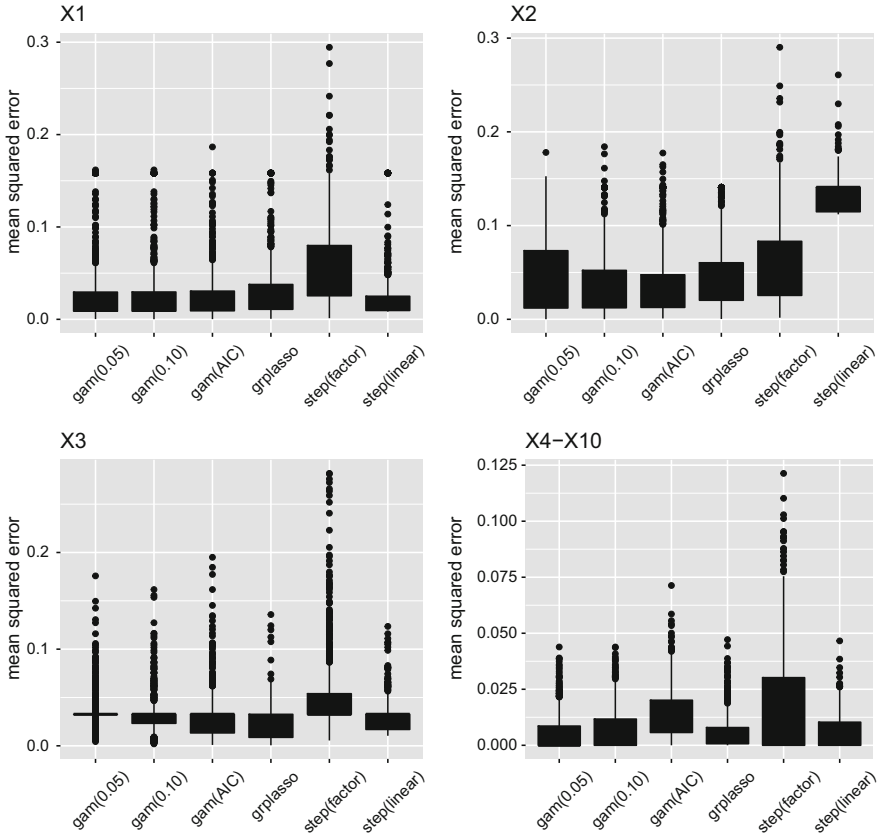 X1
mean squared error
0.3
0.2
0.1
0.0
gam(0.05)
gam(0.10)
gam(AIC)
grplasso
step(factor)
step(linear)
X2
mean squared error
0.3
0.2
0.1
0.0
gam(0.05)
gam(0.10)
gam(AIC)
grplasso
step(factor)
step(linear)
X3
mean squared error
0.2
0.1
0.0
gam(0.05)
gam(0.10)
gam(AIC)
grplasso
step(factor)
step(linear)
X4−X10
mean squared error
0.125
0.100
0.075
0.050
0.025
0.000
gam(0.05)
gam(0.10)
gam(AIC)
grplasso
step(factor)
step(linear)